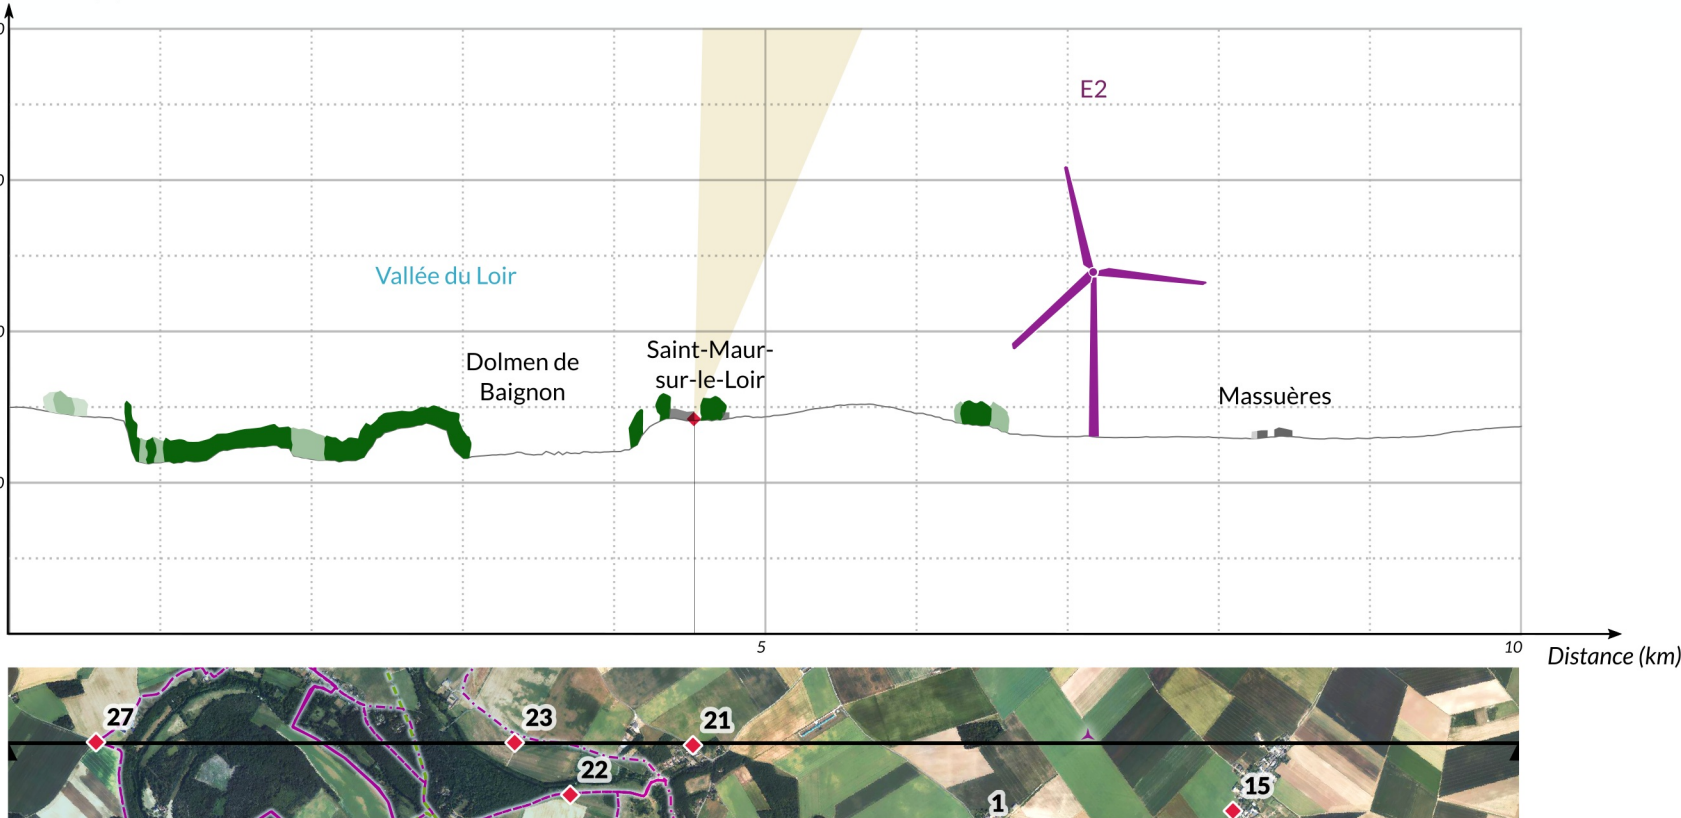 E2
Vallée du Loir
Dolmen de
Baignon
Saint-Maur-
sur-le-Loir
Massuères
5
10
Distance (km)
27
23
21
22
1
15